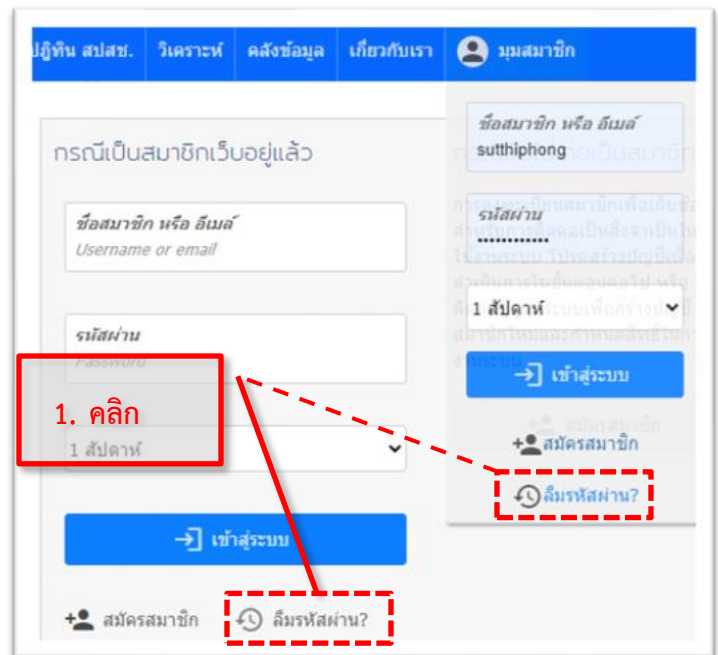 ปฏิทิน สปสช. วิเคราะห์ คลังข้อมูล เกี่ยวกับเรา มุมสมาชิก
กรณีเป็นสมาชิกเว็บอยู่แล้ว
ชื่อสมาชิก หรือ อีเมล์
Username or email
รหัสผ่าน
Password
1. คลิก
1 สัปดาห์
เข้าสู่ระบบ
สมัครสมาชิก ลืมรหัสผ่าน?
ชื่อสมาชิก หรือ อีเมล์
sutthiphong
รหัสผ่าน
••••••••••••
1 สัปดาห์
เข้าสู่ระบบ
สมัครสมาชิก
ลืมรหัสผ่าน?